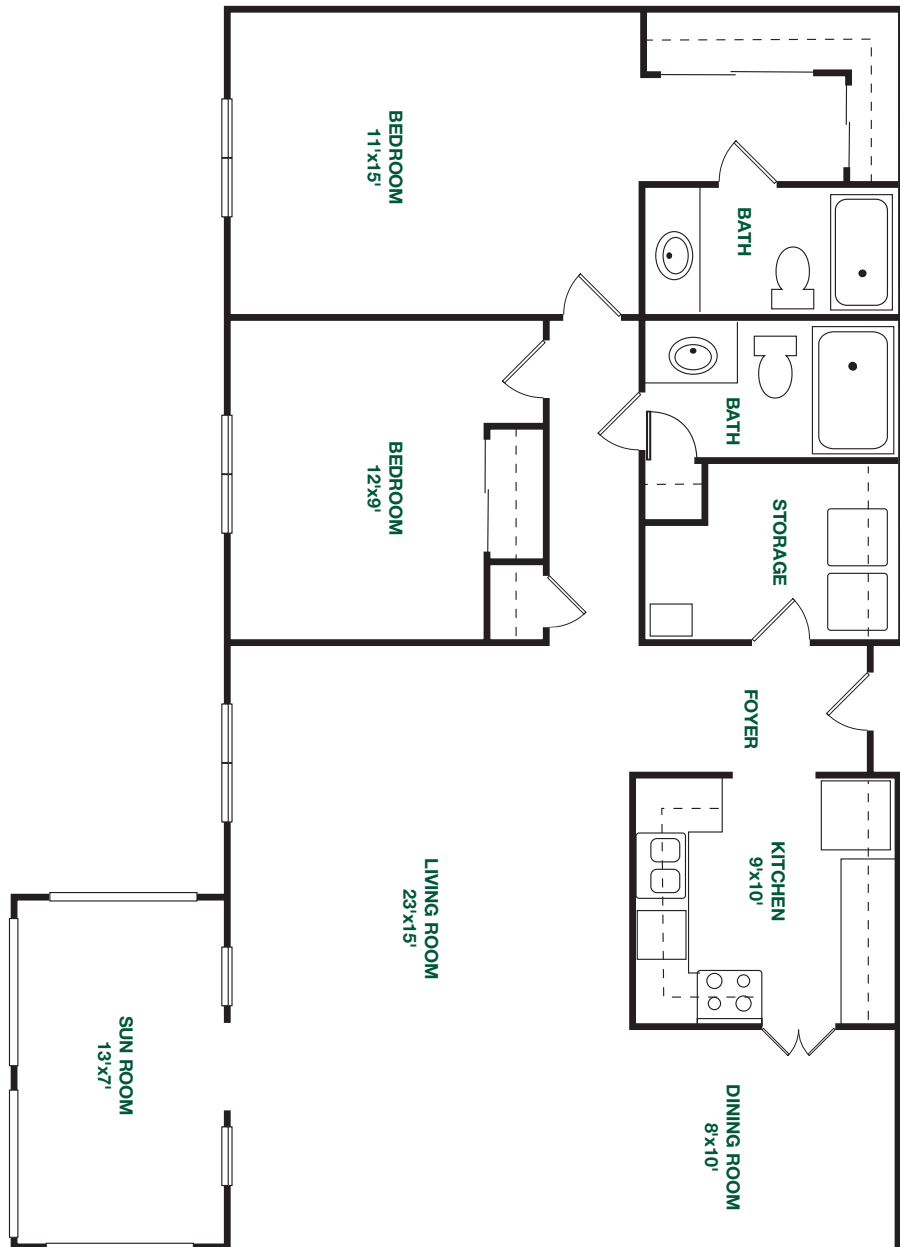 BEDROOM
11'x15'
BATH
BEDROOM
12'x9'
BATH
STORAGE
FOYER
LIVING ROOM
23'x15'
KITCHEN
9'x10'
SUN ROOM
13'x7'
DINING ROOM
8'x10'